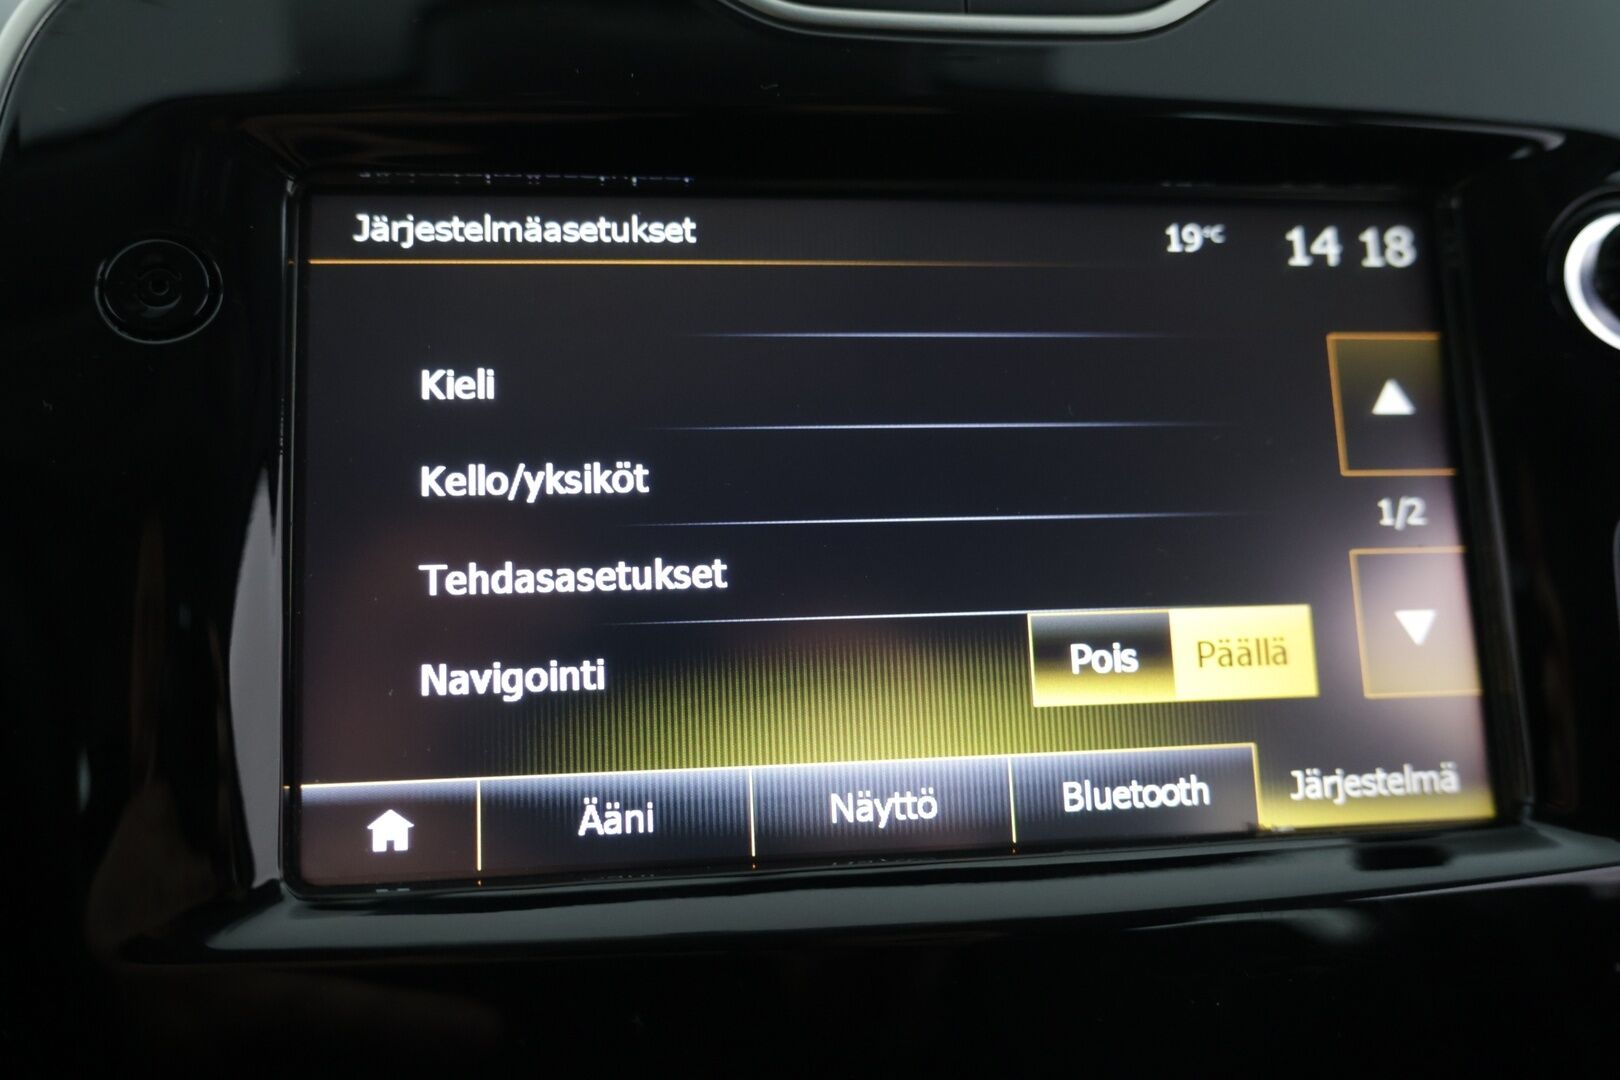 Järjestelmäasetukset 19°C 14 18
Kieli
Kello/yksiköt
1/2
Tehdasasetukset
Navigointi Pois Päällä
Ääni Näyttö Bluetooth Järjestelmä